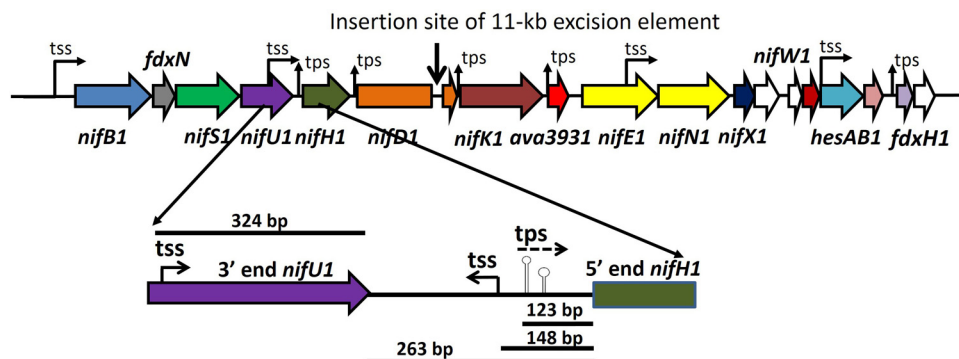 Insertion site of 11-kb excision element
tss fdxN tss tps tps tps tps tss nifW1 tss tps
nifB1 nifS1 nifU1 nifH1 nifD1 nifK1 ava3931 nifE1 nifN1 nifX1 hesAB1 fdxH1
324 bp
tss 3' end nifU1 tss tps 5' end nifH1
123 bp
148 bp
263 bp